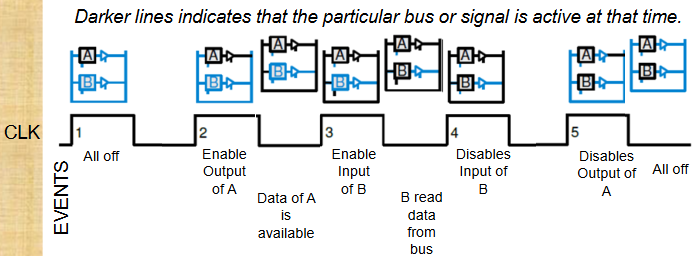 Darker lines indicates that the particular bus or signal is active at that time.
A
B
A
B
A
B
A
B
A
B
A
B
A
B
A
B
CLK
1
2
3
4
5
EVENTS
All off
Enable
Output
of A
Data of A
is
available
Enable
Input
of B
B read
data
from
bus
Disables
Input of
B
Disables
Output of
A
All off